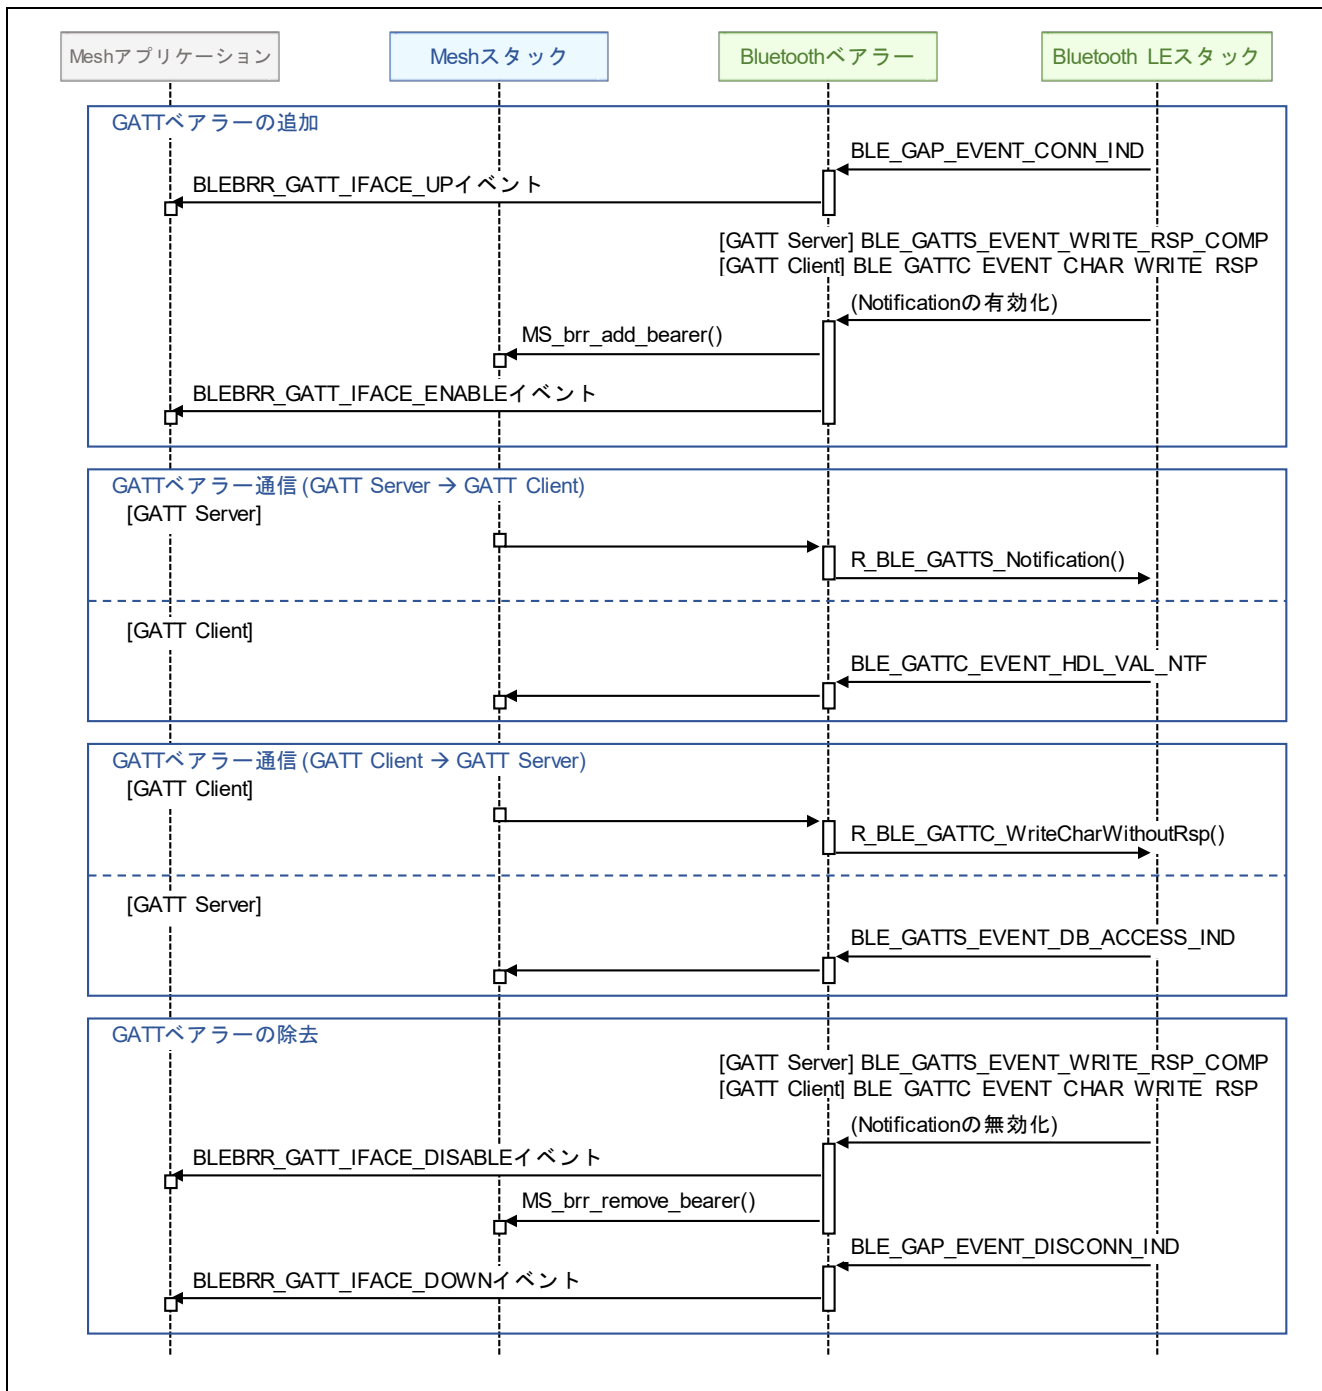 Meshアプリケーション
Meshスタック
Bluetoothベアラー
Bluetooth LEスタック
GATTベアラーの追加
BLE_GAP_EVENT_CONN_IND
BLEBRR_GATT_IFACE_UPイベント
[GATT Server] BLE_GATTS_EVENT_WRITE_RSP_COMP
[GATT Client] BLE_GATTC_EVENT_CHAR_WRITE_RSP
(Notificationの有効化)
MS_brr_add_bearer()
BLEBRR_GATT_IFACE_ENABLEイベント
GATTベアラー通信 (GATT Server → GATT Client)
[GATT Server]
R_BLE_GATTS_Notification()
[GATT Client]
BLE_GATTC_EVENT_HDL_VAL_NTF
GATTベアラー通信 (GATT Client → GATT Server)
[GATT Client]
R_BLE_GATTC_WriteCharWithoutRsp()
[GATT Server]
BLE_GATTS_EVENT_DB_ACCESS_IND
GATTベアラーの除去
[GATT Server] BLE_GATTS_EVENT_WRITE_RSP_COMP
[GATT Client] BLE_GATTC_EVENT_CHAR_WRITE_RSP
(Notificationの無効化)
BLEBRR_GATT_IFACE_DISABLEイベント
MS_brr_remove_bearer()
BLE_GAP_EVENT_DISCONN_IND
BLEBRR_GATT_IFACE_DOWNイベント